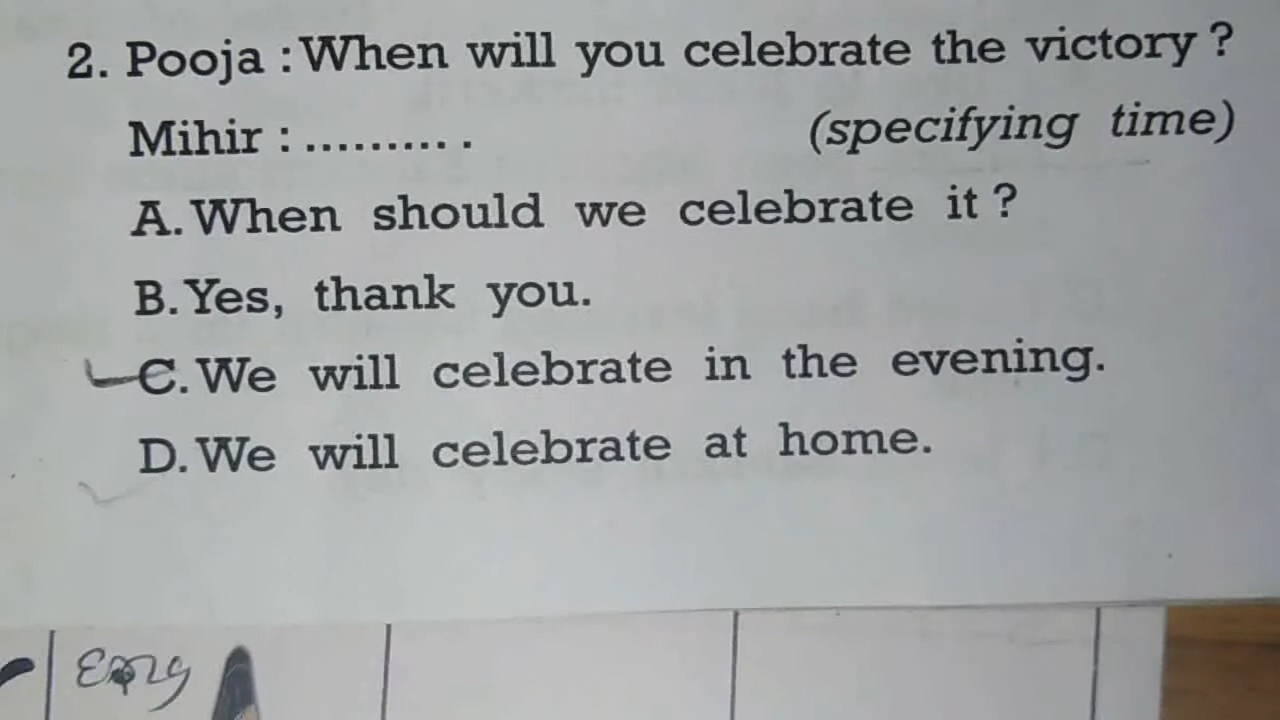 2. Pooja : When will you celebrate the victory ?
Mihir : .......... (specifying time)
A. When should we celebrate it ?
B. Yes, thank you.
C. We will celebrate in the evening.
D. We will celebrate at home.